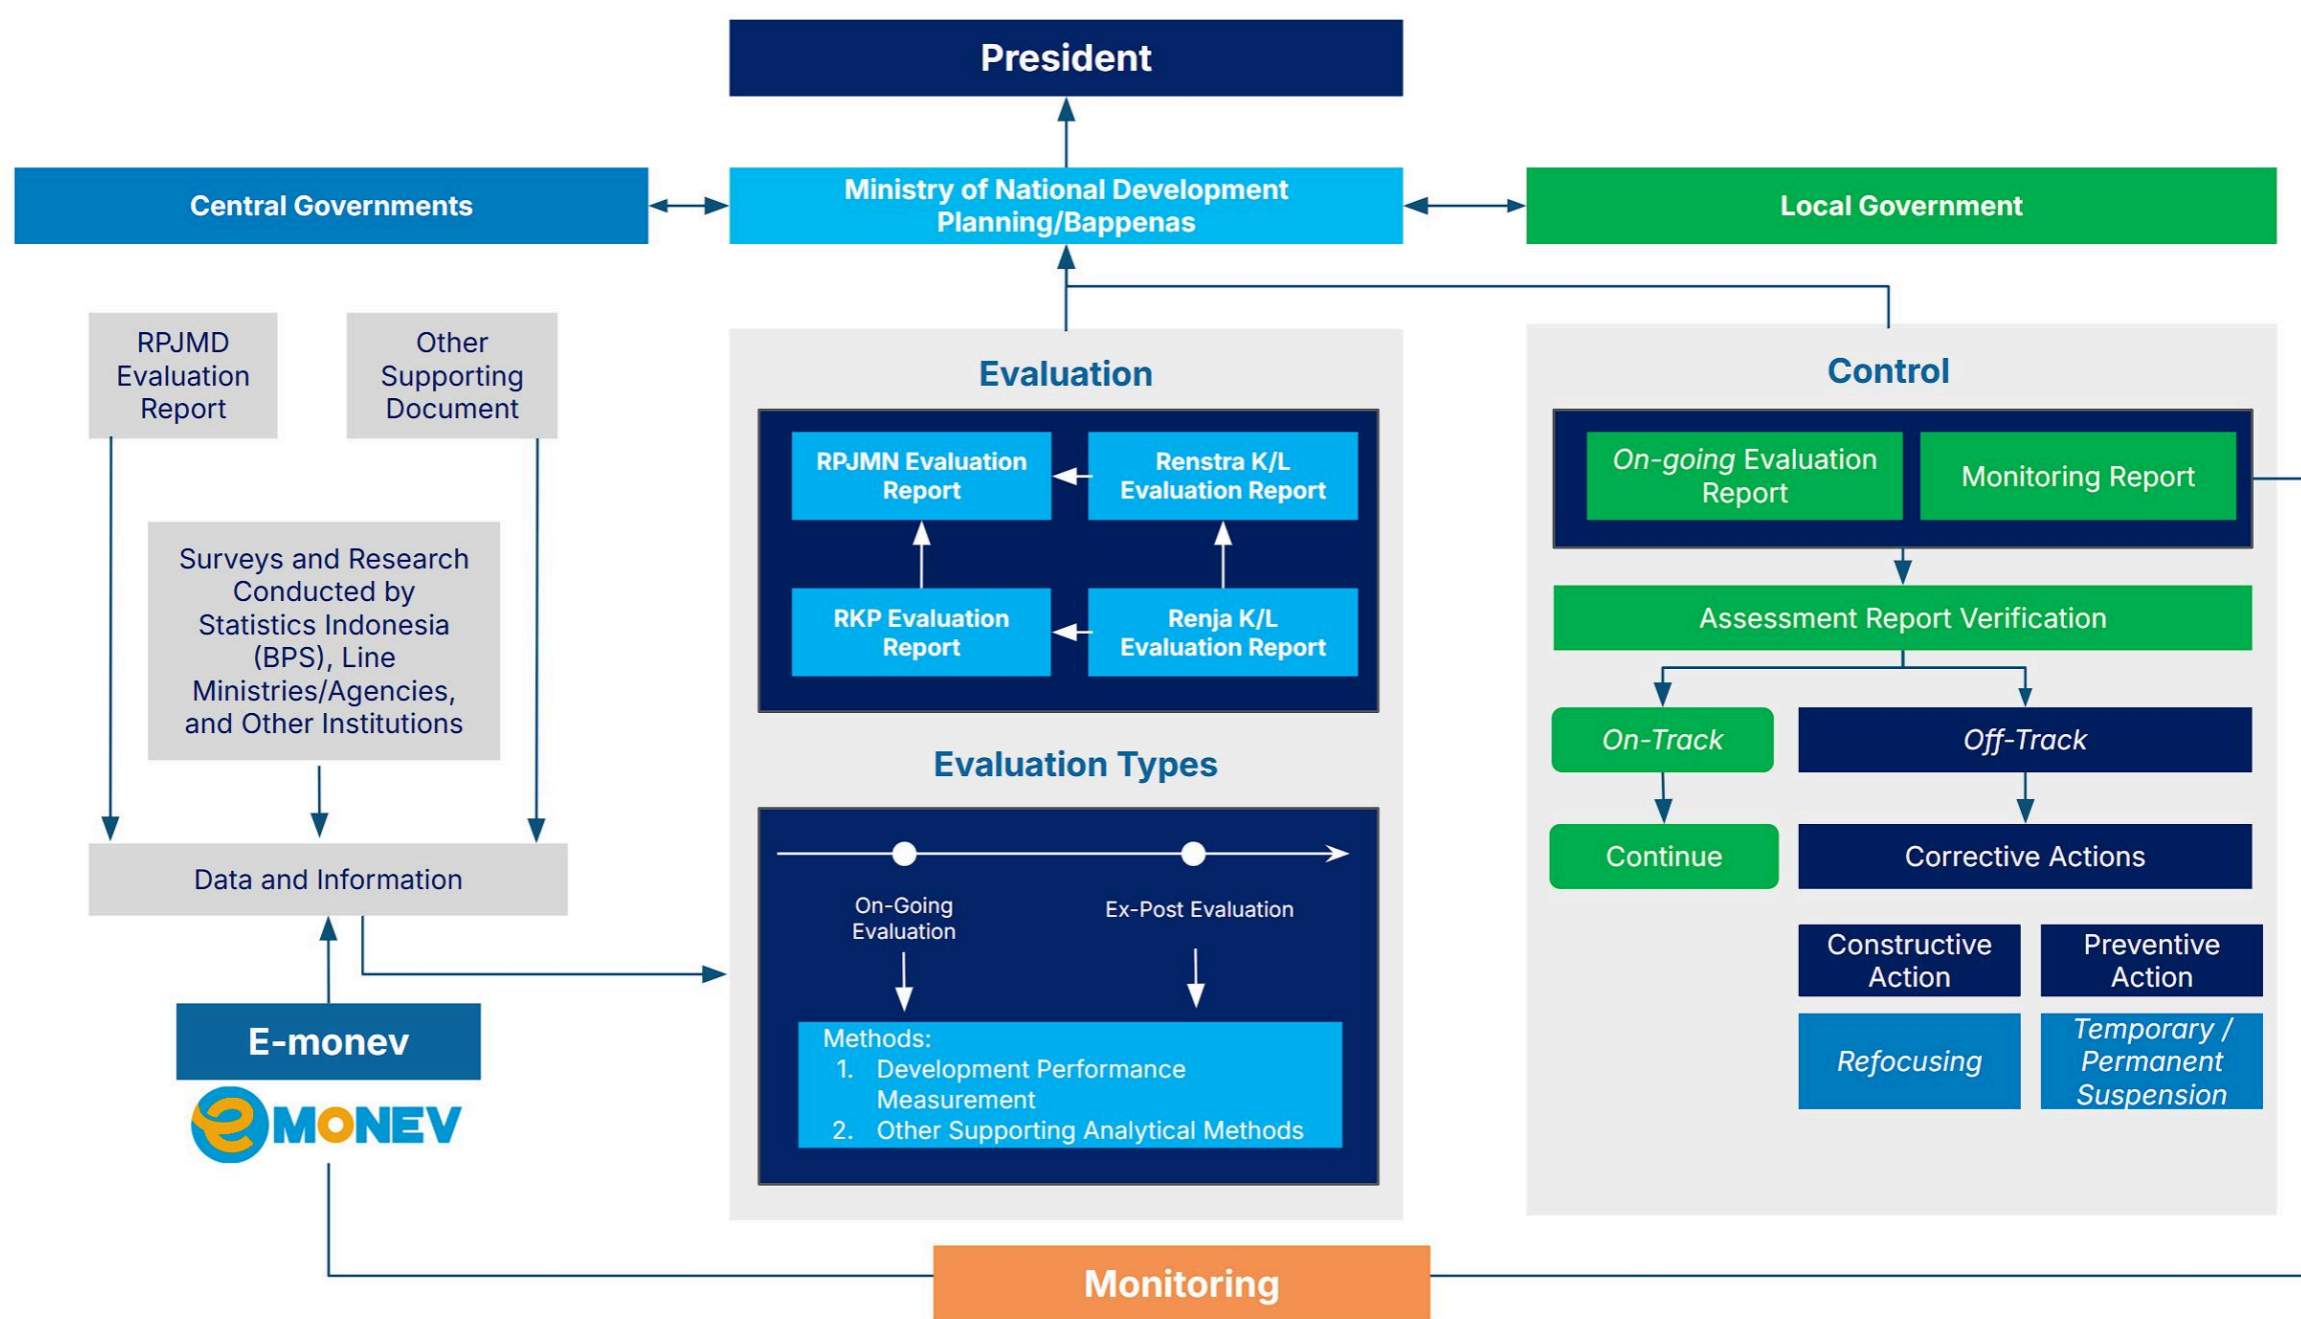 President
Central Governments
Ministry of National Development
Planning/Bappenas
Local Government
RPJMD
Evaluation
Report
Other
Supporting
Document
Surveys and Research
Conducted by
Statistics Indonesia
(BPS), Line
Ministries/Agencies,
and Other Institutions
Data and Information
E-monev
eMONEV
Evaluation
RPJMN Evaluation
Report
Renstra K/L
Evaluation Report
RKP Evaluation
Report
Renja K/L
Evaluation Report
Evaluation Types
On-Going
Evaluation
Ex-Post Evaluation
Methods:
1. Development Performance
Measurement
2. Other Supporting Analytical Methods
Control
On-going Evaluation
Report
Monitoring Report
Assessment Report Verification
On-Track
Off-Track
Continue
Corrective Actions
Constructive
Action
Preventive
Action
Refocusing
Temporary /
Permanent
Suspension
Monitoring